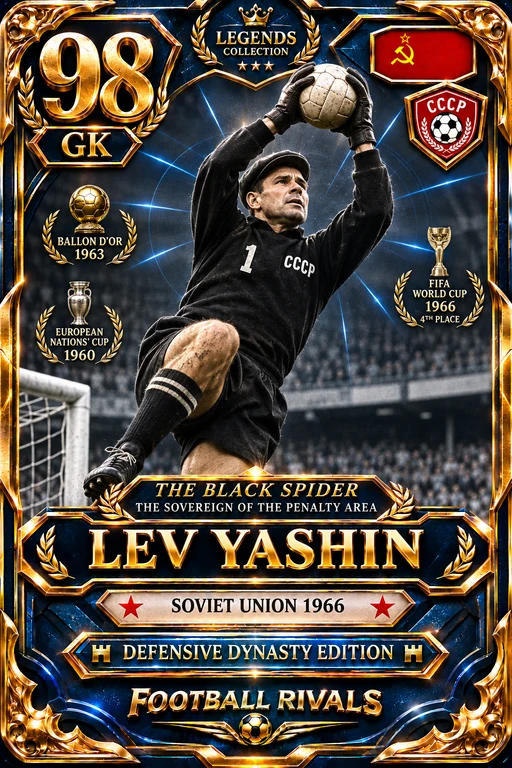 98
GK
LEGENDS
COLLECTION
CCCP
BALLON D'OR
1963
EUROPEAN
NATIONS' CUP
1960
FIFA
WORLD CUP
1966
4TH PLACE
1 CCCP
THE BLACK SPIDER
THE SOVEREIGN OF THE PENALTY AREA
LEV YASHIN
SOVIET UNION 1966
DEFENSIVE DYNASTY EDITION
FOOTBALL RIVALS